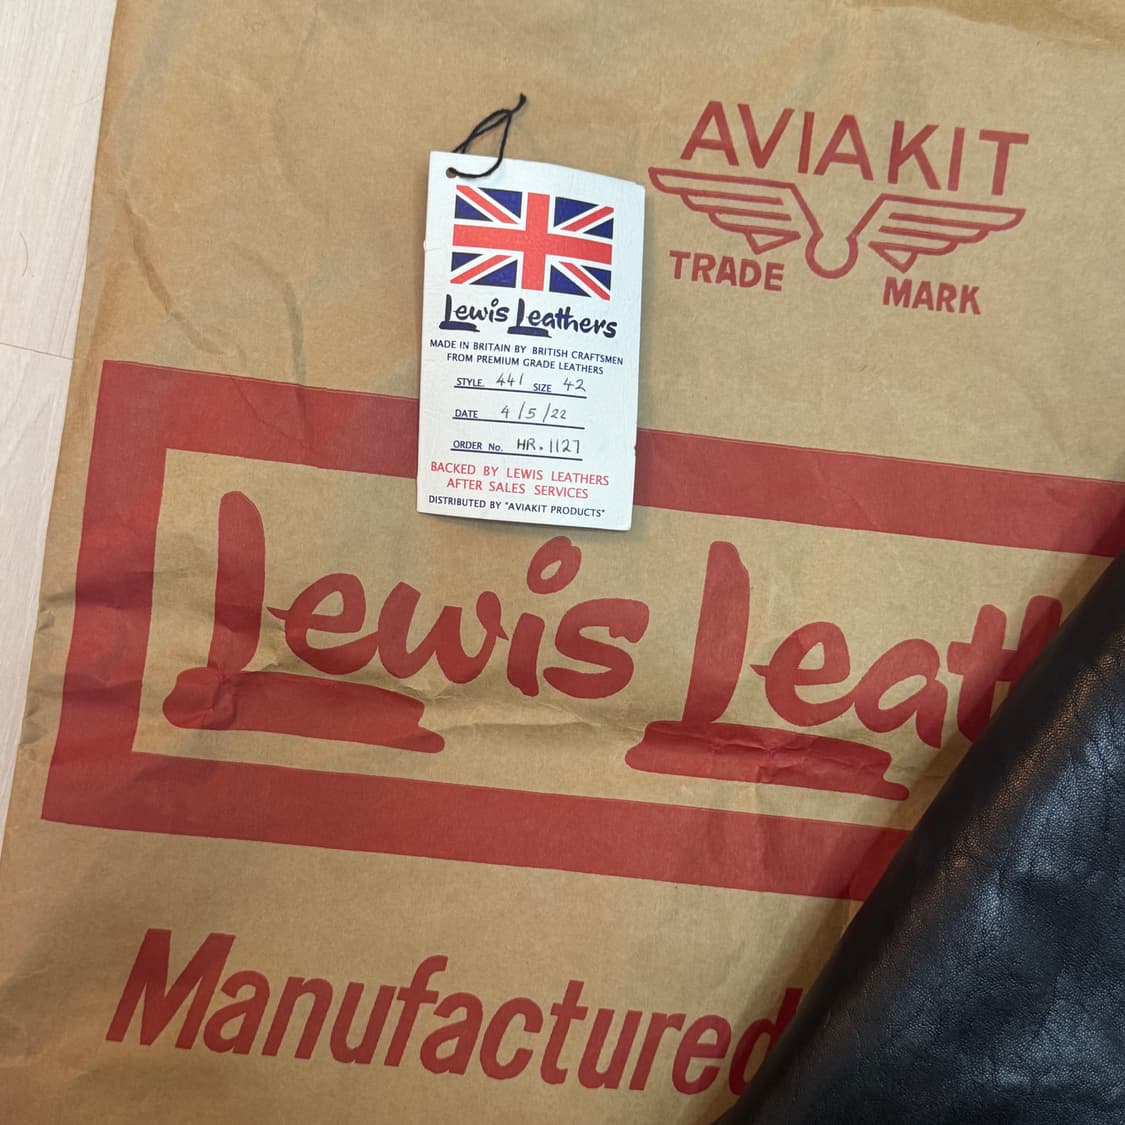 AVIAKIT
TRADE MARK
Lewis Leathers
MADE IN BRITAIN BY BRITISH CRAFTSMEN
FROM PREMIUM GRADE LEATHERS
STYLE. 441 SIZE 42
DATE 4/5/22
ORDER No. HR.1127
BACKED BY LEWIS LEATHERS
AFTER SALES SERVICES
DISTRIBUTED BY "AVIAKIT PRODUCTS"
Lewis Leath
Manufactured